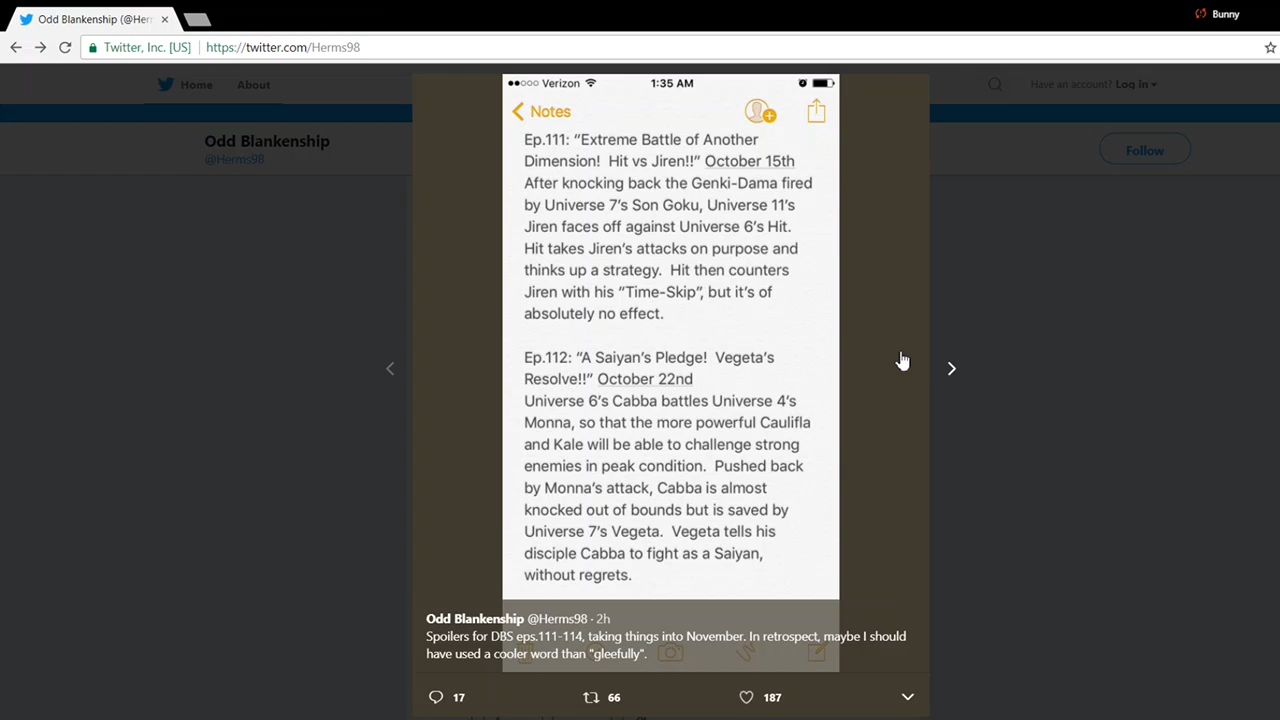 Odd Blankenship (@Herm
Bunny
Twitter, Inc. [US] https://twitter.com/Herms98
Home About Have an account? Log in
Odd Blankenship
@Herms98
Follow
Verizon 1:35 AM
Notes
Ep.111: “Extreme Battle of Another
Dimension!  Hit vs Jiren!!” October 15th
After knocking back the Genki-Dama fired
by Universe 7’s Son Goku, Universe 11’s
Jiren faces off against Universe 6’s Hit.
Hit takes Jiren’s attacks on purpose and
thinks up a strategy.  Hit then counters
Jiren with his “Time-Skip”, but it’s of
absolutely no effect.
Ep.112: “A Saiyan’s Pledge!  Vegeta’s
Resolve!!” October 22nd
Universe 6’s Cabba battles Universe 4’s
Monna, so that the more powerful Caulifla
and Kale will be able to challenge strong
enemies in peak condition.  Pushed back
by Monna’s attack, Cabba is almost
knocked out of bounds but is saved by
Universe 7’s Vegeta.  Vegeta tells his
disciple Cabba to fight as a Saiyan,
without regrets.
Odd Blankenship @Herms98 · 2h
Spoilers for DBS eps.111-114, taking things into November. In retrospect, maybe I should
have used a cooler word than "gleefully".
17 66 187